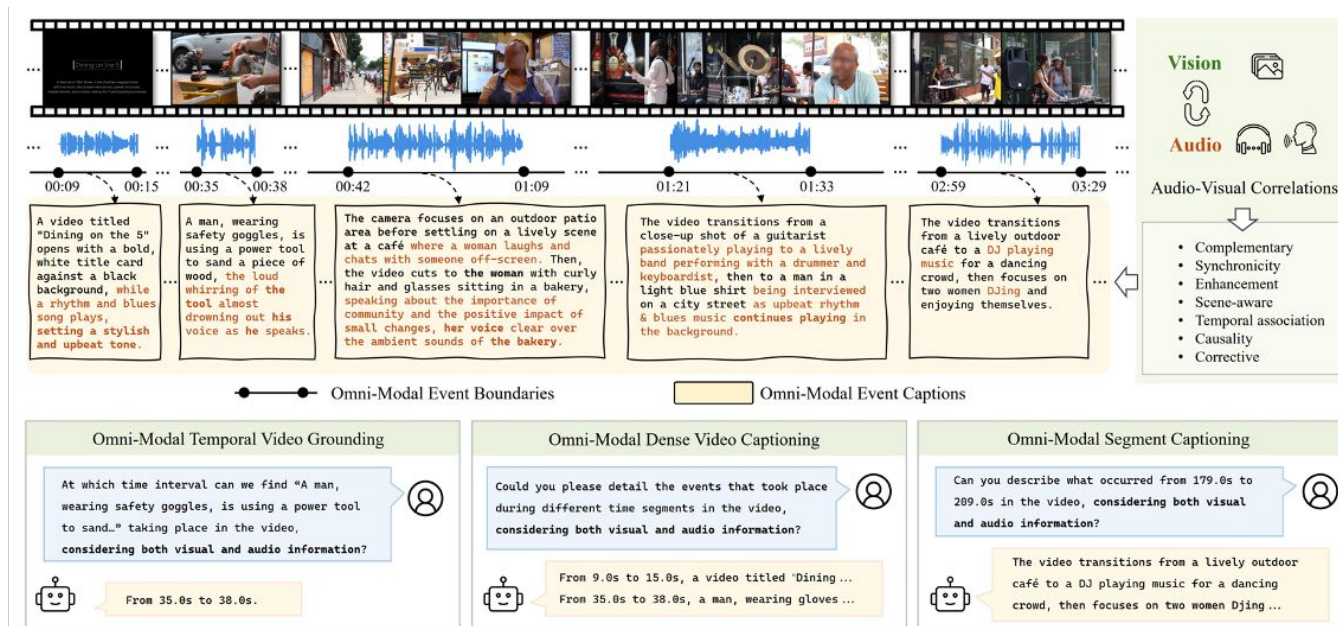 [Dining on the 5]
Vision
Audio
Audio-Visual Correlations
• Complementary
• Synchronicity
• Enhancement
• Scene-aware
• Temporal association
• Causality
• Corrective
00:09 00:15
00:35 00:38
00:42 01:09
01:21 01:33
02:59 03:29
A video titled
"Dining on the 5"
opens with a bold,
white title card
against a black
background, while
a rhythm and blues
song plays,
setting a stylish
and upbeat tone.
A man, wearing
safety goggles, is
using a power tool
to sand a piece of
wood, the loud
whirring of the
tool almost
drowning out his
voice as he speaks.
The camera focuses on an outdoor patio
area before settling on a lively scene
at a café where a woman laughs and
chats with someone off-screen. Then,
the video cuts to the woman with curly
hair and glasses sitting in a bakery,
speaking about the importance of
community and the positive impact of
small changes, her voice clear over
the ambient sounds of the bakery.
The video transitions from a
close-up shot of a guitarist
passionately playing to a lively
band performing with a drummer and
keyboardist, then to a man in a
light blue shirt being interviewed
on a city street as upbeat rhythm
& blues music continues playing in
the background.
The video transitions
from a lively outdoor
café to a DJ playing
music for a dancing
crowd, then focuses on
two women DJing and
enjoying themselves.
Omni-Modal Event Boundaries
Omni-Modal Event Captions
Omni-Modal Temporal Video Grounding
At which time interval can we find “A man,
wearing safety goggles, is using a power tool
to sand…” taking place in the video,
considering both visual and audio information?
From 35.0s to 38.0s.
Omni-Modal Dense Video Captioning
Could you please detail the events that took place
during different time segments in the video,
considering both visual and audio information?
From 9.0s to 15.0s, a video titled "Dining ...
From 35.0s to 38.0s, a man, wearing gloves ...
Omni-Modal Segment Captioning
Can you describe what occurred from 179.0s to
209.0s in the video, considering both visual
and audio information?
The video transitions from a lively outdoor
café to a DJ playing music for a dancing
crowd, then focuses on two women Djing ...